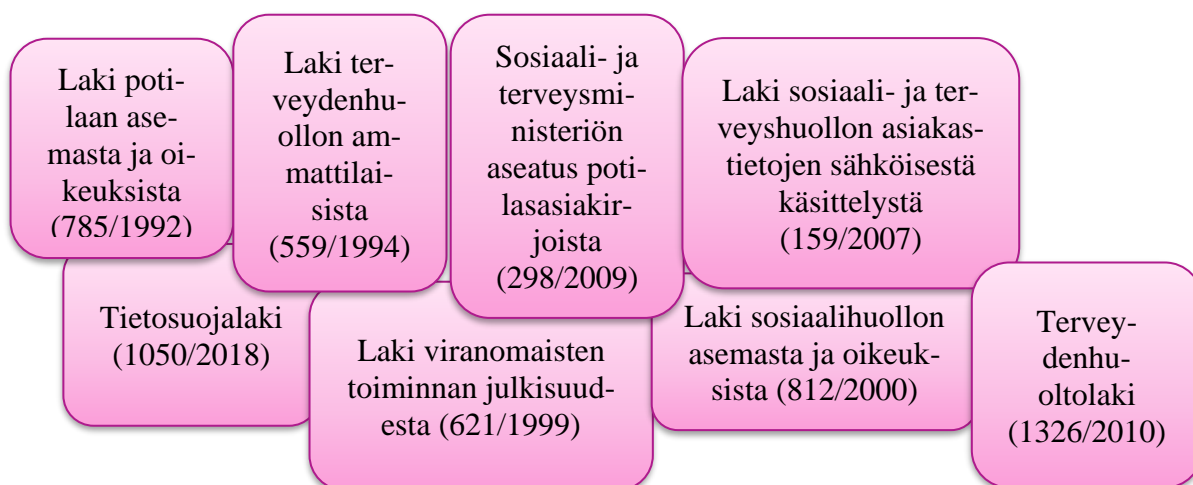 Laki poti-
laan ase-
masta ja oi-
keuksista
(785/1992)
Laki ter-
veydenhu-
ollon am-
mattilai-
sista
(559/1994)
Sosiaali- ja
terveysmi-
nisteriön
aseatus poti-
lasasiakir-
joista
(298/2009)
Laki sosiaali- ja ter-
veyshuollon asiakas-
tietojen sähköisestä
käsittelystä
(159/2007)
Tietosuojalaki
(1050/2018)
Laki viranomaisten
toiminnan julkisuud-
esta (621/1999)
Laki sosiaalihuollon
asemasta ja oikeuk-
sista (812/2000)
Tervey-
denhu-
oltolaki
(1326/2010)